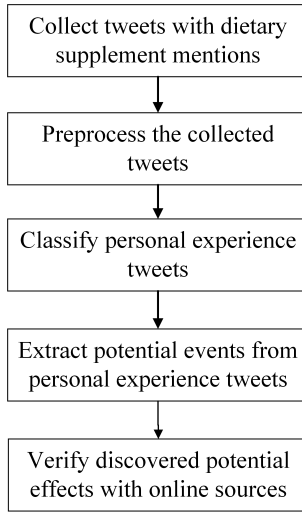 Collect tweets with dietary
supplement mentions
Preprocess the collected
tweets
Classify personal experience
tweets
Extract potential events from
personal experience tweets
Verify discovered potential
effects with online sources